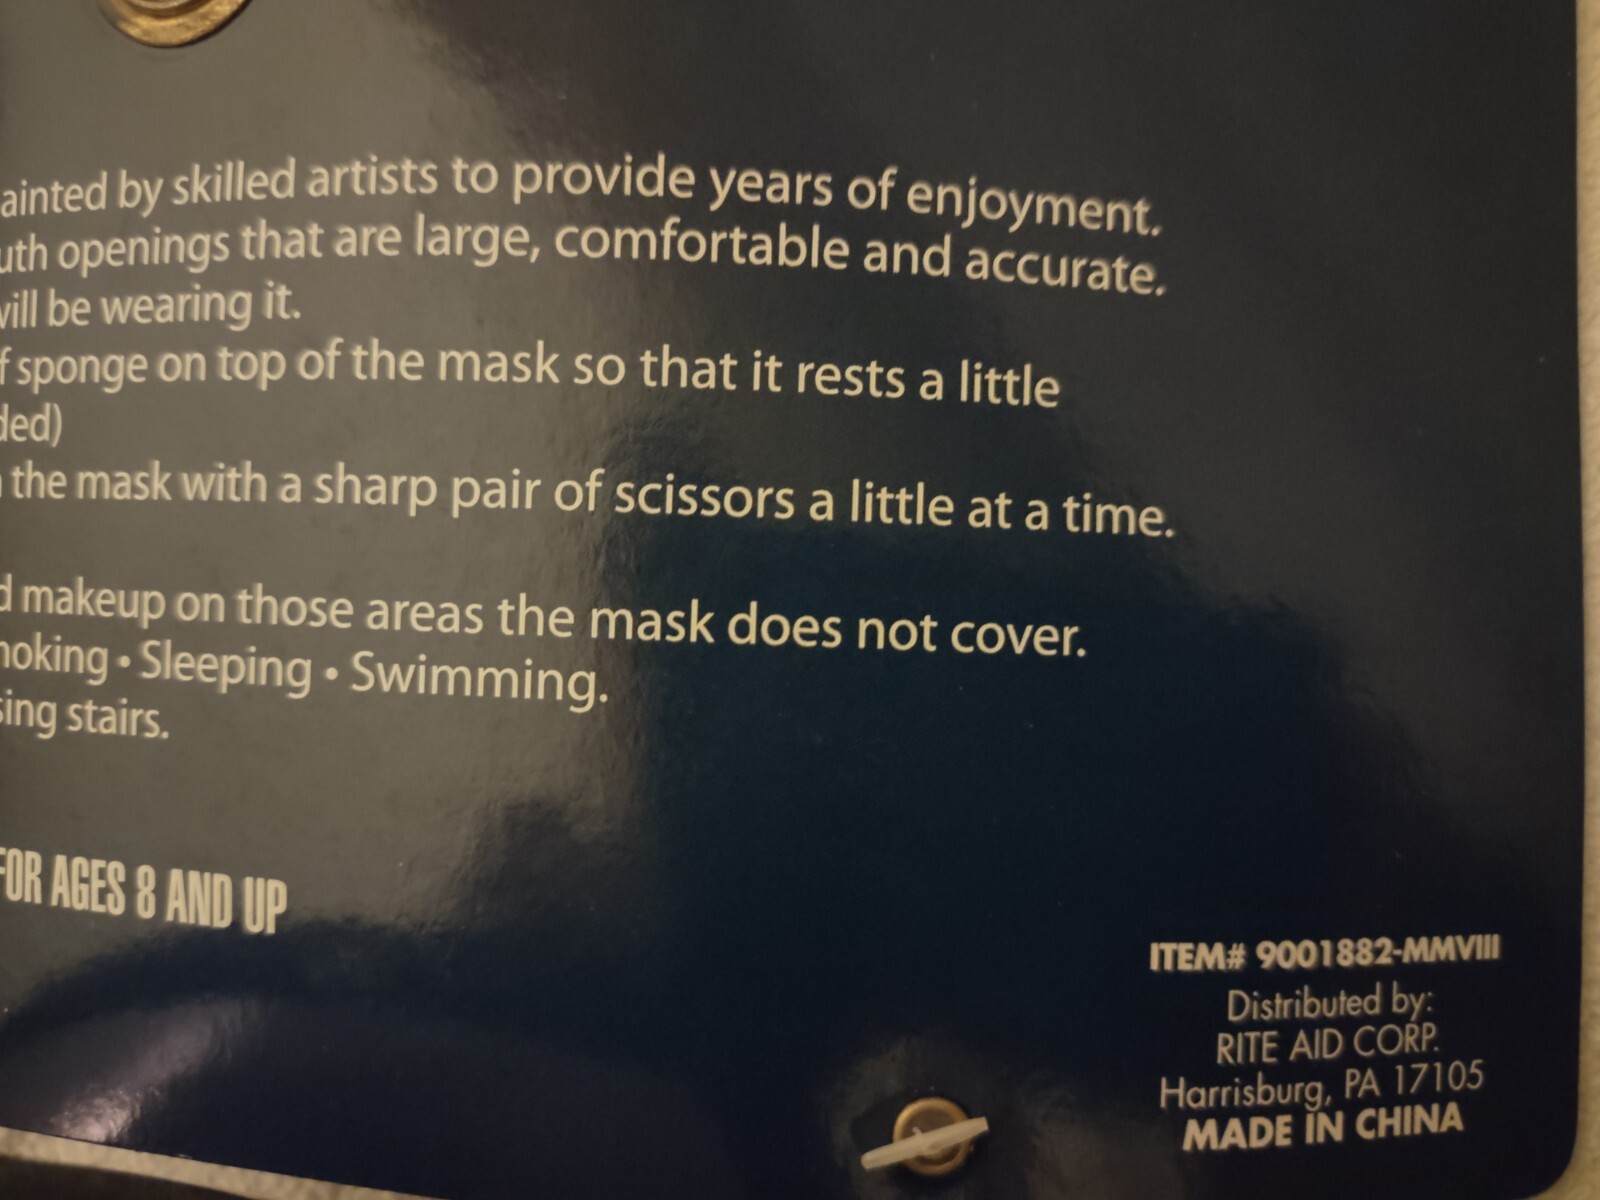 ainted by skilled artists to provide years of enjoyment.
uth openings that are large, comfortable and accurate.
will be wearing it.
f sponge on top of the mask so that it rests a little
ded)
the mask with a sharp pair of scissors a little at a time.
d makeup on those areas the mask does not cover.
moking • Sleeping • Swimming.
sing stairs.
FOR AGES 8 AND UP
ITEM# 9001882-MMVIII
Distributed by:
RITE AID CORP.
Harrisburg, PA 17105
MADE IN CHINA